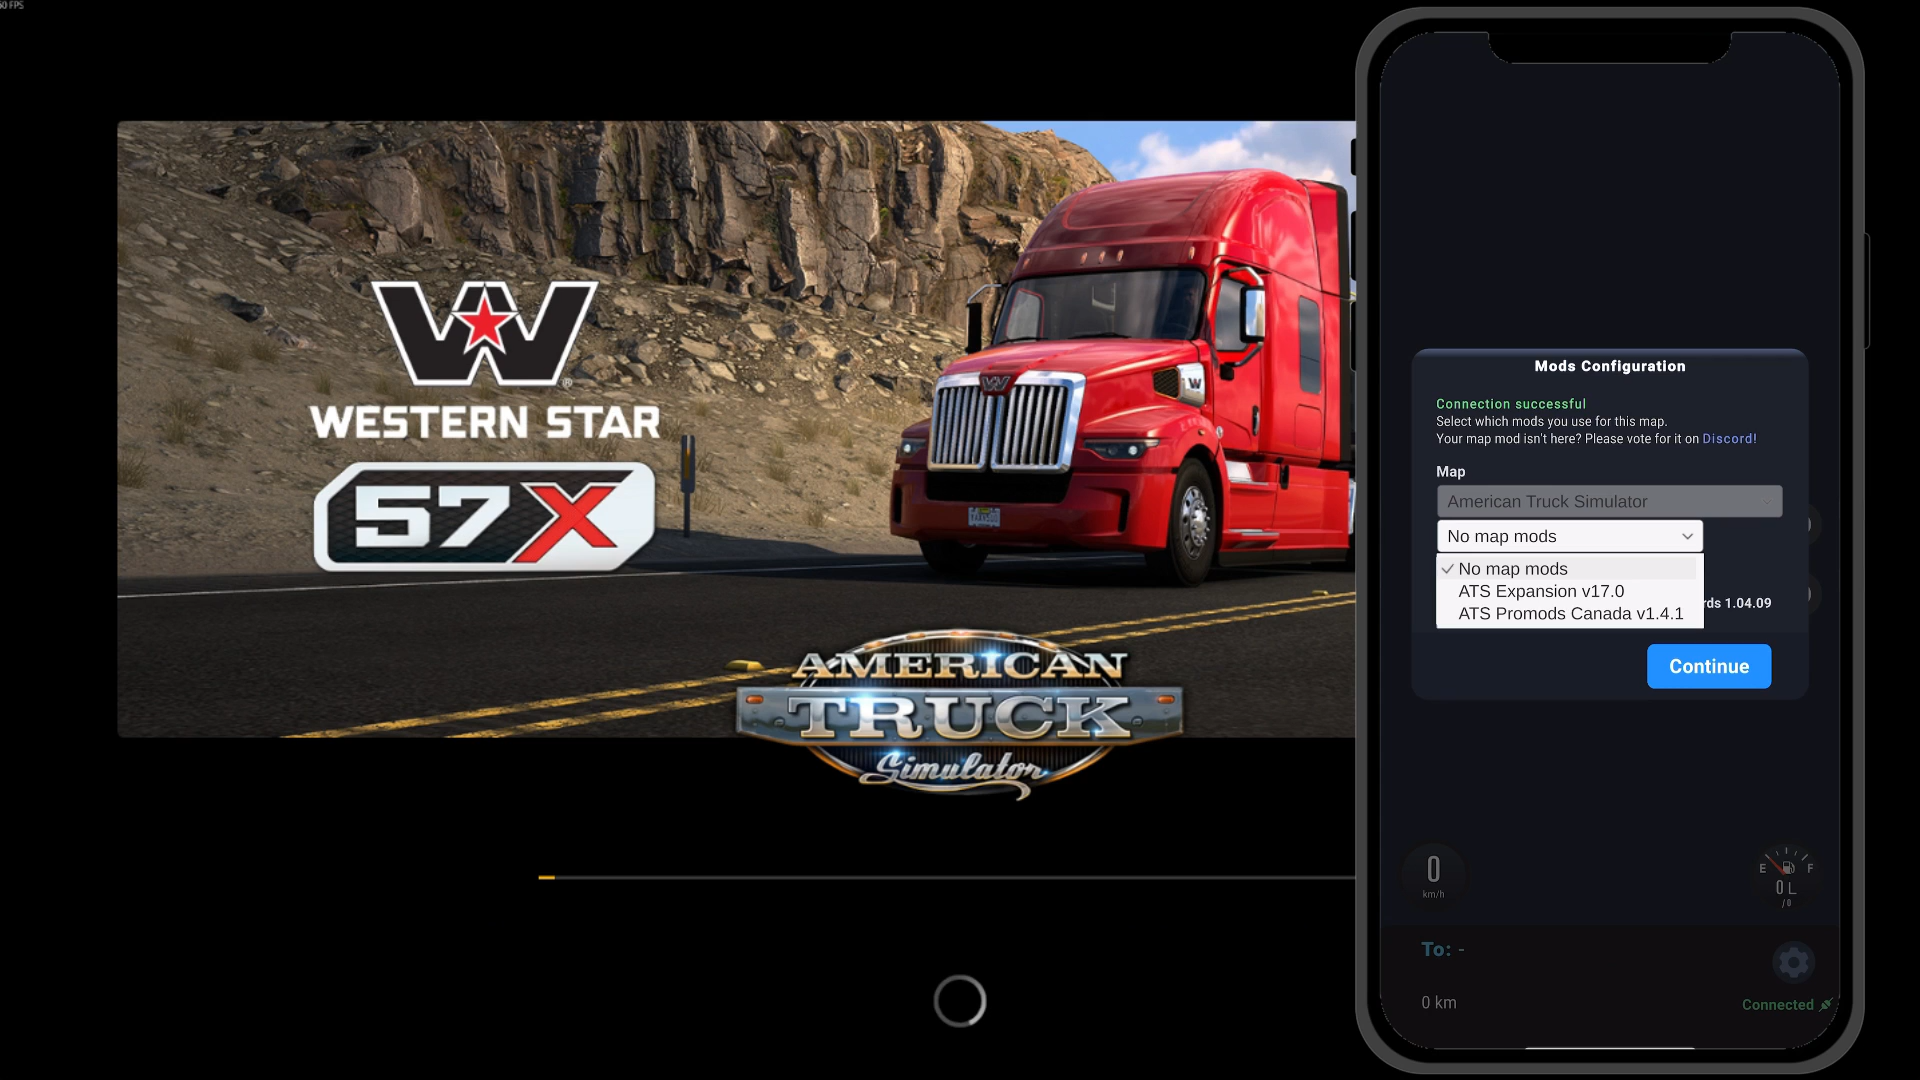 60 FPS
W
®
WESTERN STAR
57X
W
W
AMERICAN
TRUCK
Simulator
Mods Configuration
Connection successful
Select which mods you use for this map.
Your map mod isn't here? Please vote for it on Discord!
Map
American Truck Simulator
No map mods
No map mods
ATS Expansion v17.0
ATS Promods Canada v1.4.1
rds 1.04.09
Continue
0
km/h
E F
0 L
/ 0
To: -
0 km
Connected